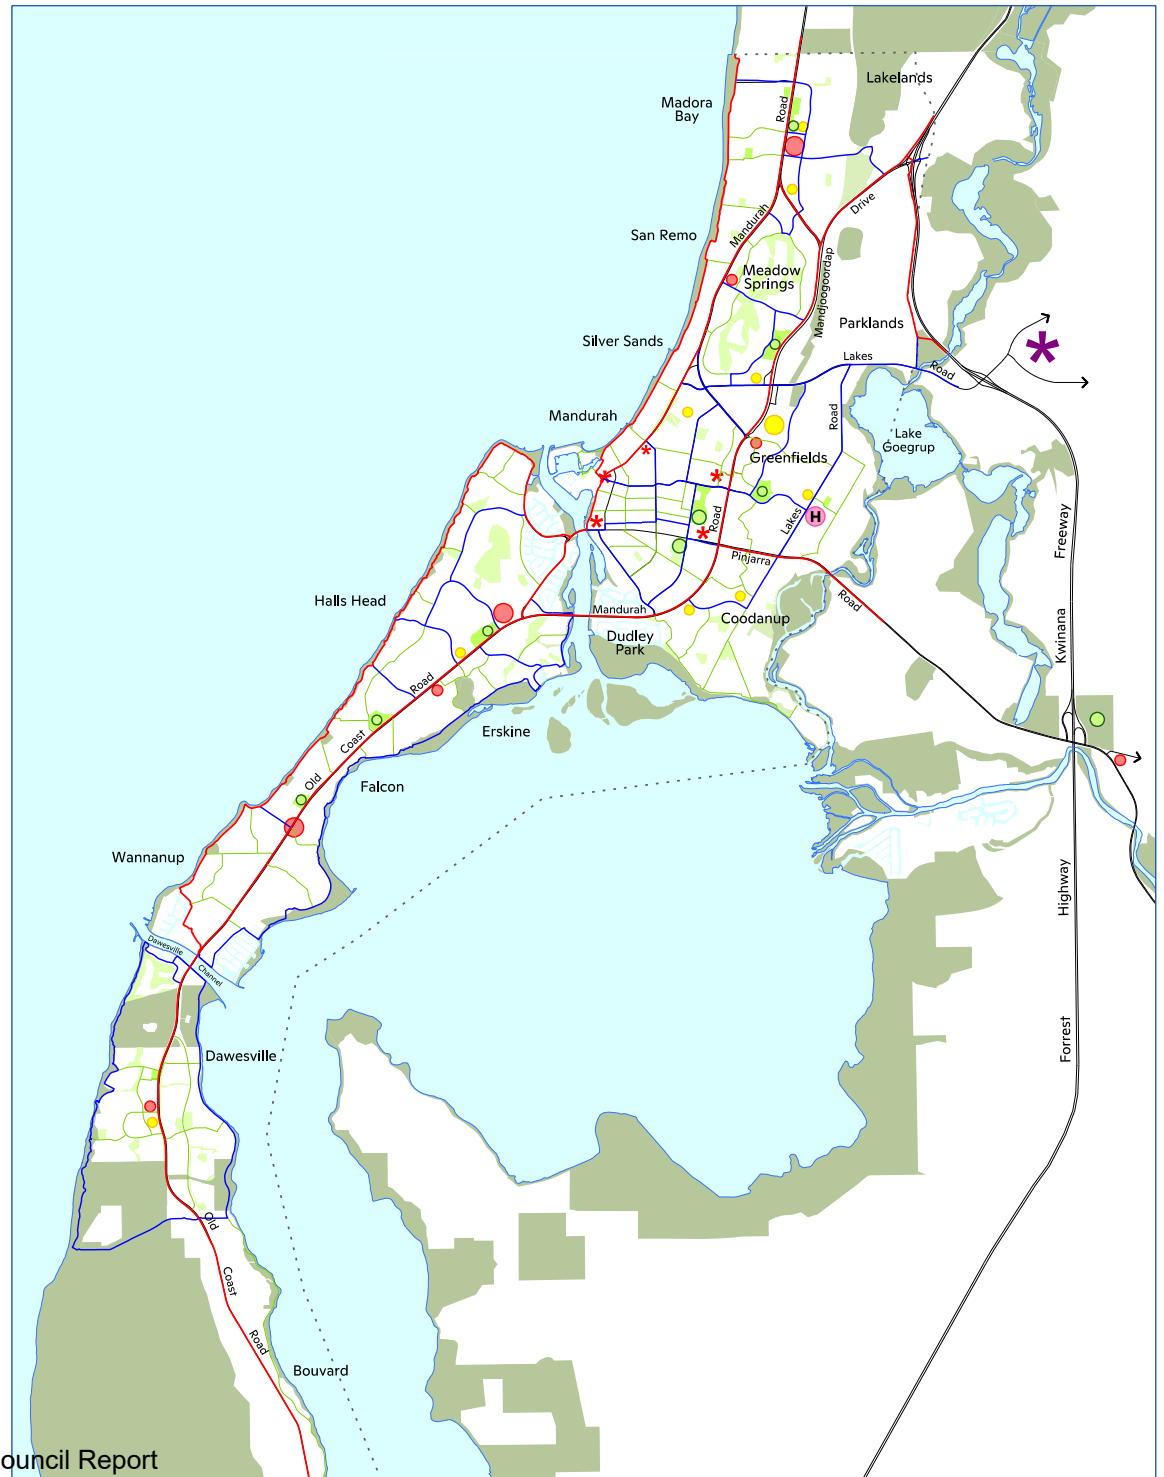 Lakelands
Madora
Bay
Road
Drive
Mandurah
San Remo
Meadow
Springs
Mandjoogoordap
Parklands
Silver Sands
Lakes
Road
Mandurah
Road
Lake
Goegrup
Greenfields
Lakes
H
Road
Pinjarra
Freeway
Road
Halls Head
Mandurah
Coodanup
Kwinana
Dudley
Park
Road
Erskine
Coast
Old
Falcon
Wannanup
Highway
Dawesville
Channel
Forrest
Dawesville
Old
Coast
Road
Bouvard
ouncil Report